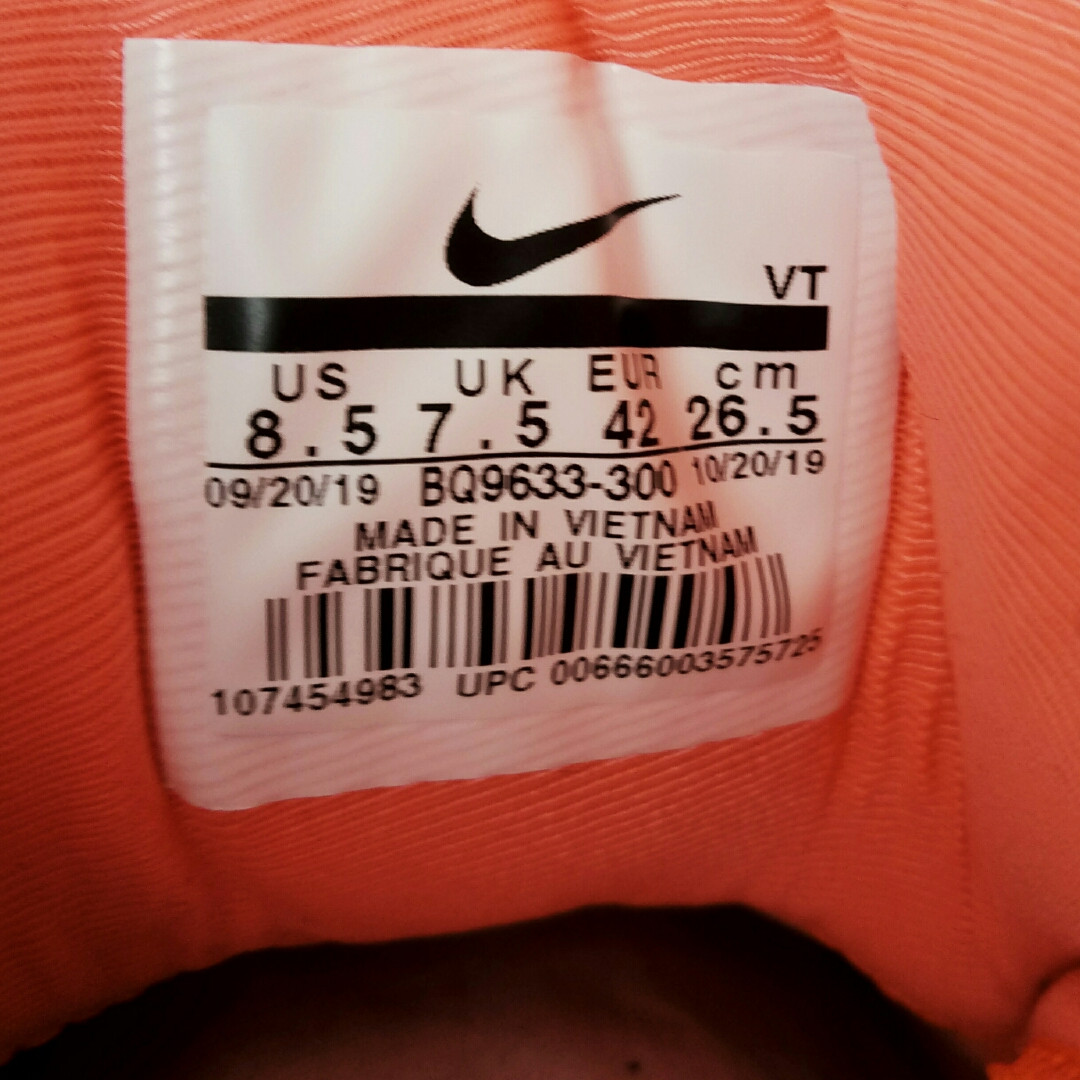 VT
US UK EUR cm
8.5 7.5 42 26.5
09/20/19 BQ9633-300 10/20/19
MADE IN VIETNAM
FABRIQUE AU VIETNAM
107454983 UPC 00666003575725